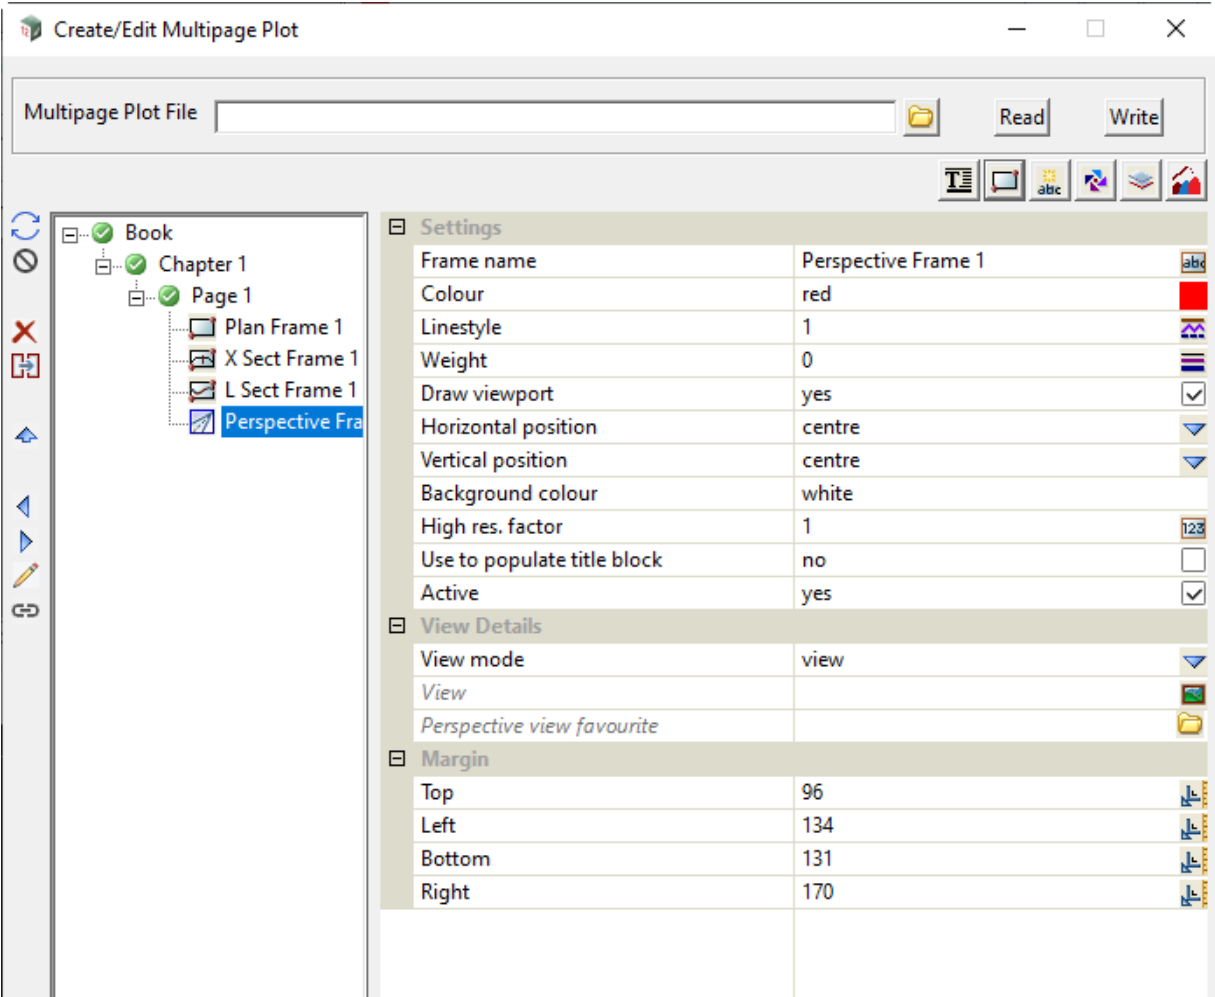 Create/Edit Multipage Plot
Multipage Plot File
Read
Write
Book
Chapter 1
Page 1
Plan Frame 1
X Sect Frame 1
L Sect Frame 1
Perspective Fra
Settings
Frame name Perspective Frame 1
Colour red
Linestyle 1
Weight 0
Draw viewport yes
Horizontal position centre
Vertical position centre
Background colour white
High res. factor 1
Use to populate title block no
Active yes
View Details
View mode view
View
Perspective view favourite
Margin
Top 96
Left 134
Bottom 131
Right 170